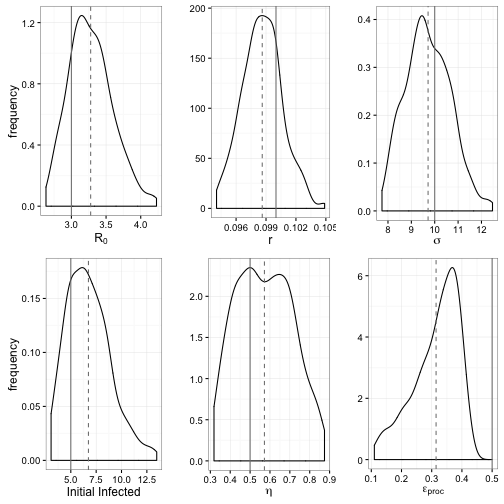 frequency
1.2
0.8
0.4
0.0
3.0 3.5 4.0
R0
200
150
100
50
0
0.096 0.099 0.102 0.105
r
0.4
0.3
0.2
0.1
0.0
8 9 10 11 12
σ
frequency
0.15
0.10
0.05
0.00
5.0 7.5 10.0 12.5
Initial Infected
2.0
1.5
1.0
0.5
0.0
0.3 0.4 0.5 0.6 0.7 0.8 0.9
η
6
4
2
0
0.1 0.2 0.3 0.4 0.5
εproc